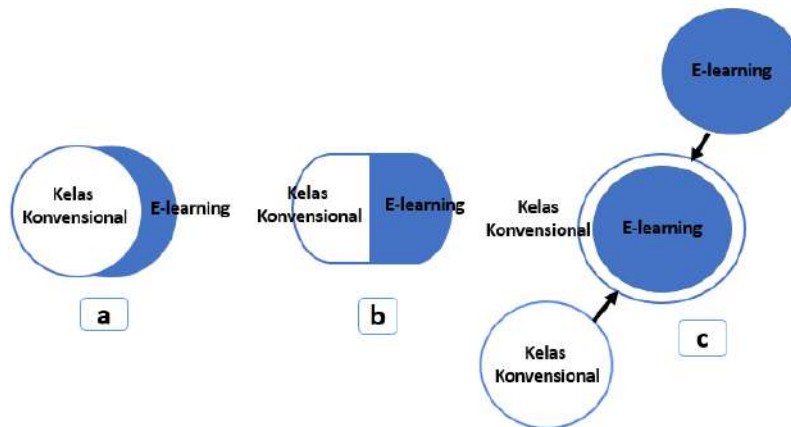 Kelas
Konvensional
E-learning
a
Kelas
Konvensional
E-learning
b
E-learning
Kelas
Konvensional
E-learning
Kelas
Konvensional
c